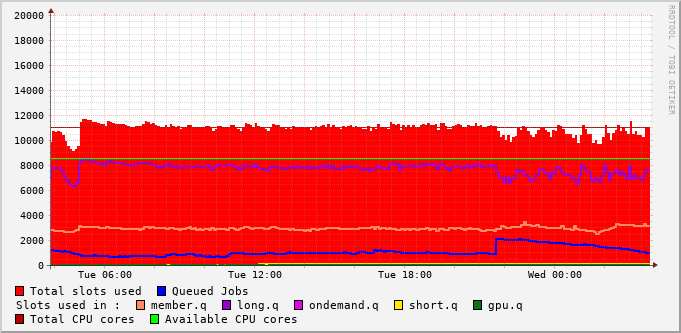 20000
18000
16000
14000
12000
10000
8000
6000
4000
2000
0
Tue 06:00 Tue 12:00 Tue 18:00 Wed 00:00
RRDTOOL / TOBI OETIKER
Total slots used Queued Jobs
Slots used in : member.q long.q ondemand.q short.q gpu.q
Total CPU cores Available CPU cores